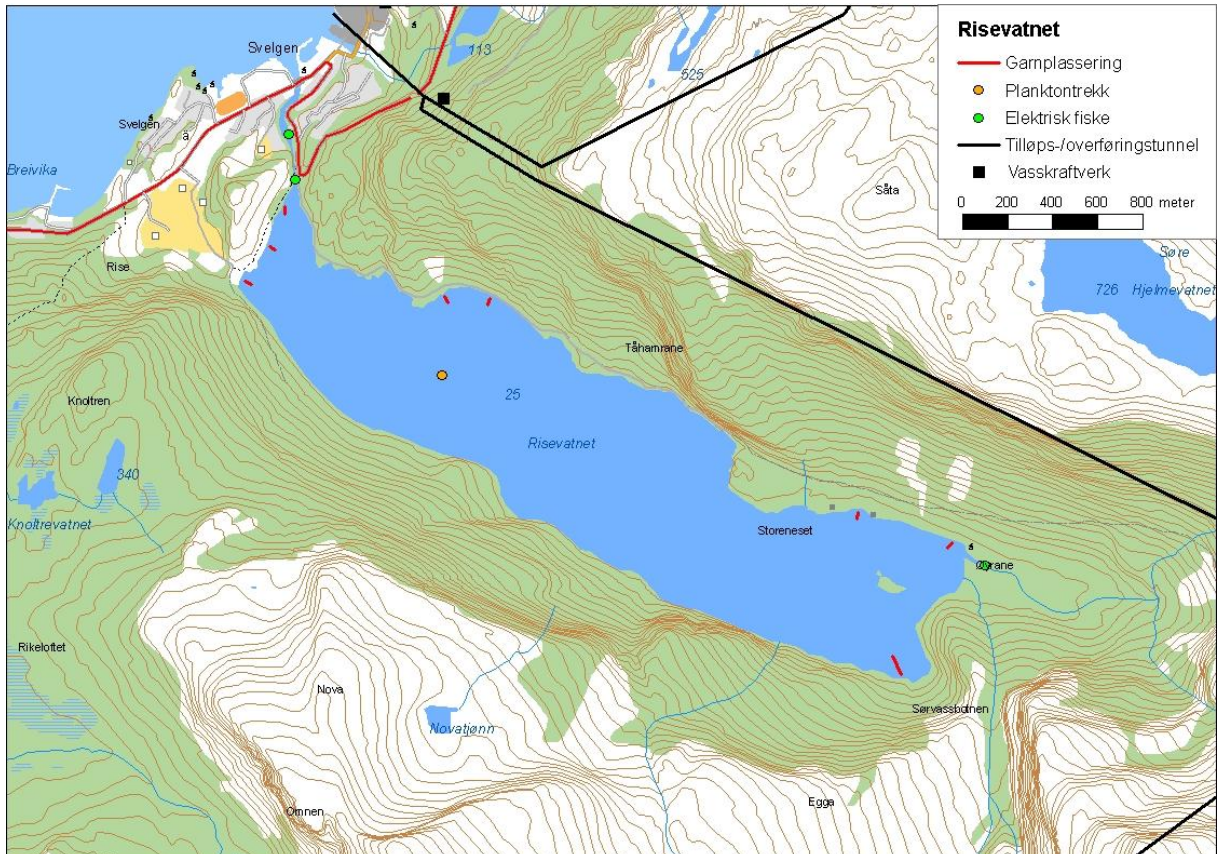 Risevatnet
Garnplassering
Planktontrekk
Elektrisk fiske
Tilløps-/overføringstunnel
Vasskraftverk
0 200 400 600 800 meter
Svelgen
113
525
Svelgen
å
Breivika
Såta
Søre
726 Hjelmevatnet
Rise
Tåhamrane
Knoltren
25
Risevatnet
340
Knoltrevatnet
Storeneset
Øyrane
Rikeloftet
Nova
Novatjønn
Sørvassbotnen
Egga
Omnen